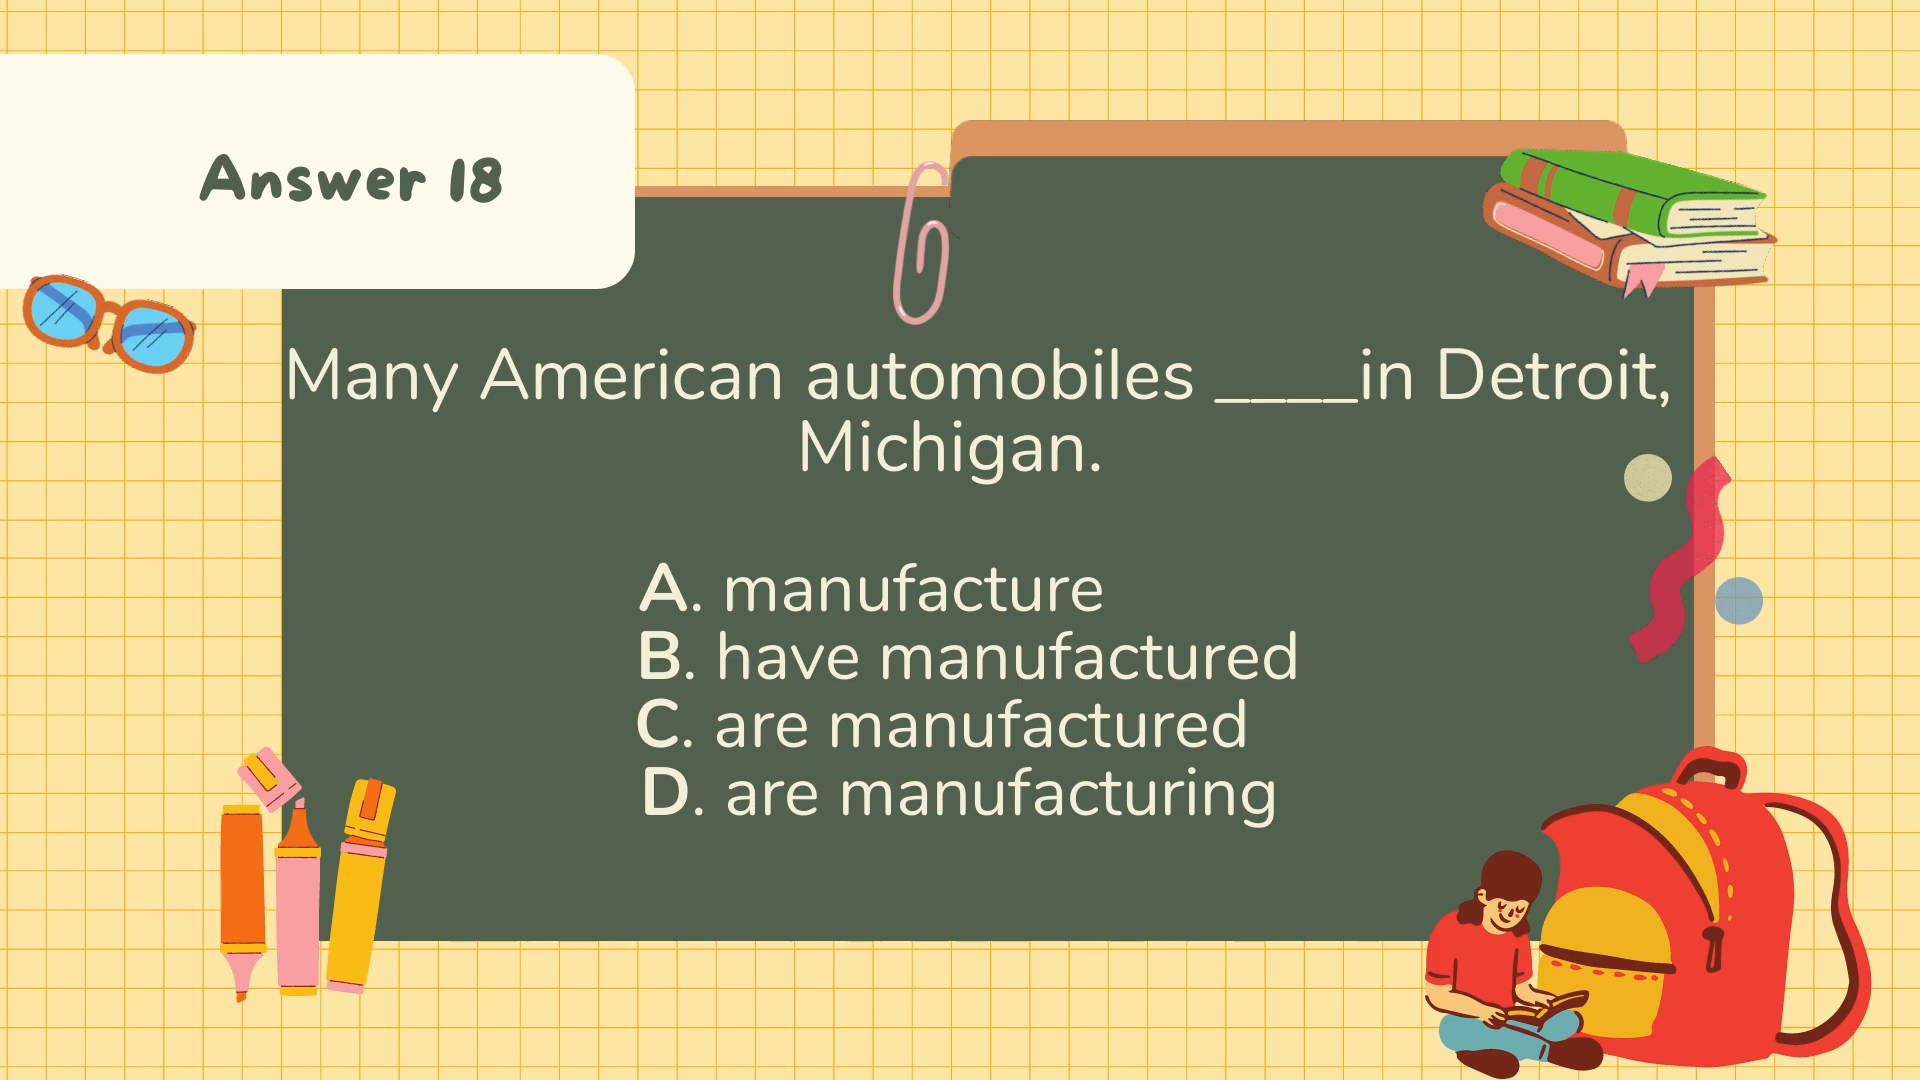 Answer 18
Many American automobiles ____in Detroit,
Michigan.
A. manufacture
B. have manufactured
C. are manufactured
D. are manufacturing